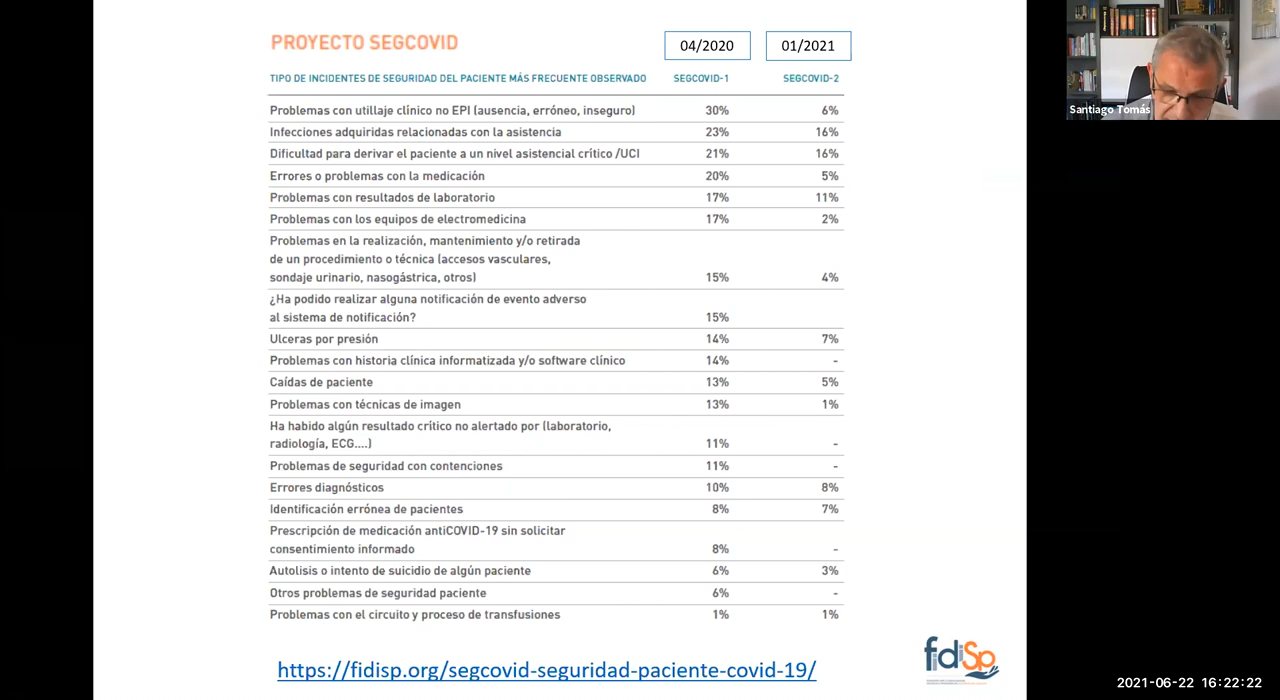 PROYECTO SEGCOVID
04/2020 01/2021
TIPO DE INCIDENTES DE SEGURIDAD DEL PACIENTE MÁS FRECUENTE OBSERVADO SEGCOVID-1 SEGCOVID-2
Problemas con utillaje clínico no EPI (ausencia, erróneo, inseguro) 30% 6%
Infecciones adquiridas relacionadas con la asistencia 23% 16%
Dificultad para derivar el paciente a un nivel asistencial crítico /UCI 21% 16%
Errores o problemas con la medicación 20% 5%
Problemas con resultados de laboratorio 17% 11%
Problemas con los equipos de electromedicina 17% 2%
Problemas en la realización, mantenimiento y/o retirada
de un procedimiento o técnica (accesos vasculares,
sondaje urinario, nasogástrica, otros) 15% 4%
¿Ha podido realizar alguna notificación de evento adverso
al sistema de notificación? 15%
Ulceras por presión 14% 7%
Problemas con historia clínica informatizada y/o software clínico 14% -
Caídas de paciente 13% 5%
Problemas con técnicas de imagen 13% 1%
Ha habido algún resultado crítico no alertado por (laboratorio,
radiología, ECG....) 11% -
Problemas de seguridad con contenciones 11% -
Errores diagnósticos 10% 8%
Identificación errónea de pacientes 8% 7%
Prescripción de medicación antiCOVID-19 sin solicitar
consentimiento informado 8% -
Autolisis o intento de suicidio de algún paciente 6% 3%
Otros problemas de seguridad paciente 6% -
Problemas con el circuito y proceso de transfusiones 1% 1%
https://fidisp.org/segcovid-seguridad-paciente-covid-19/
fidisp
Santiago Tomás
2021-06-22 16:22:22